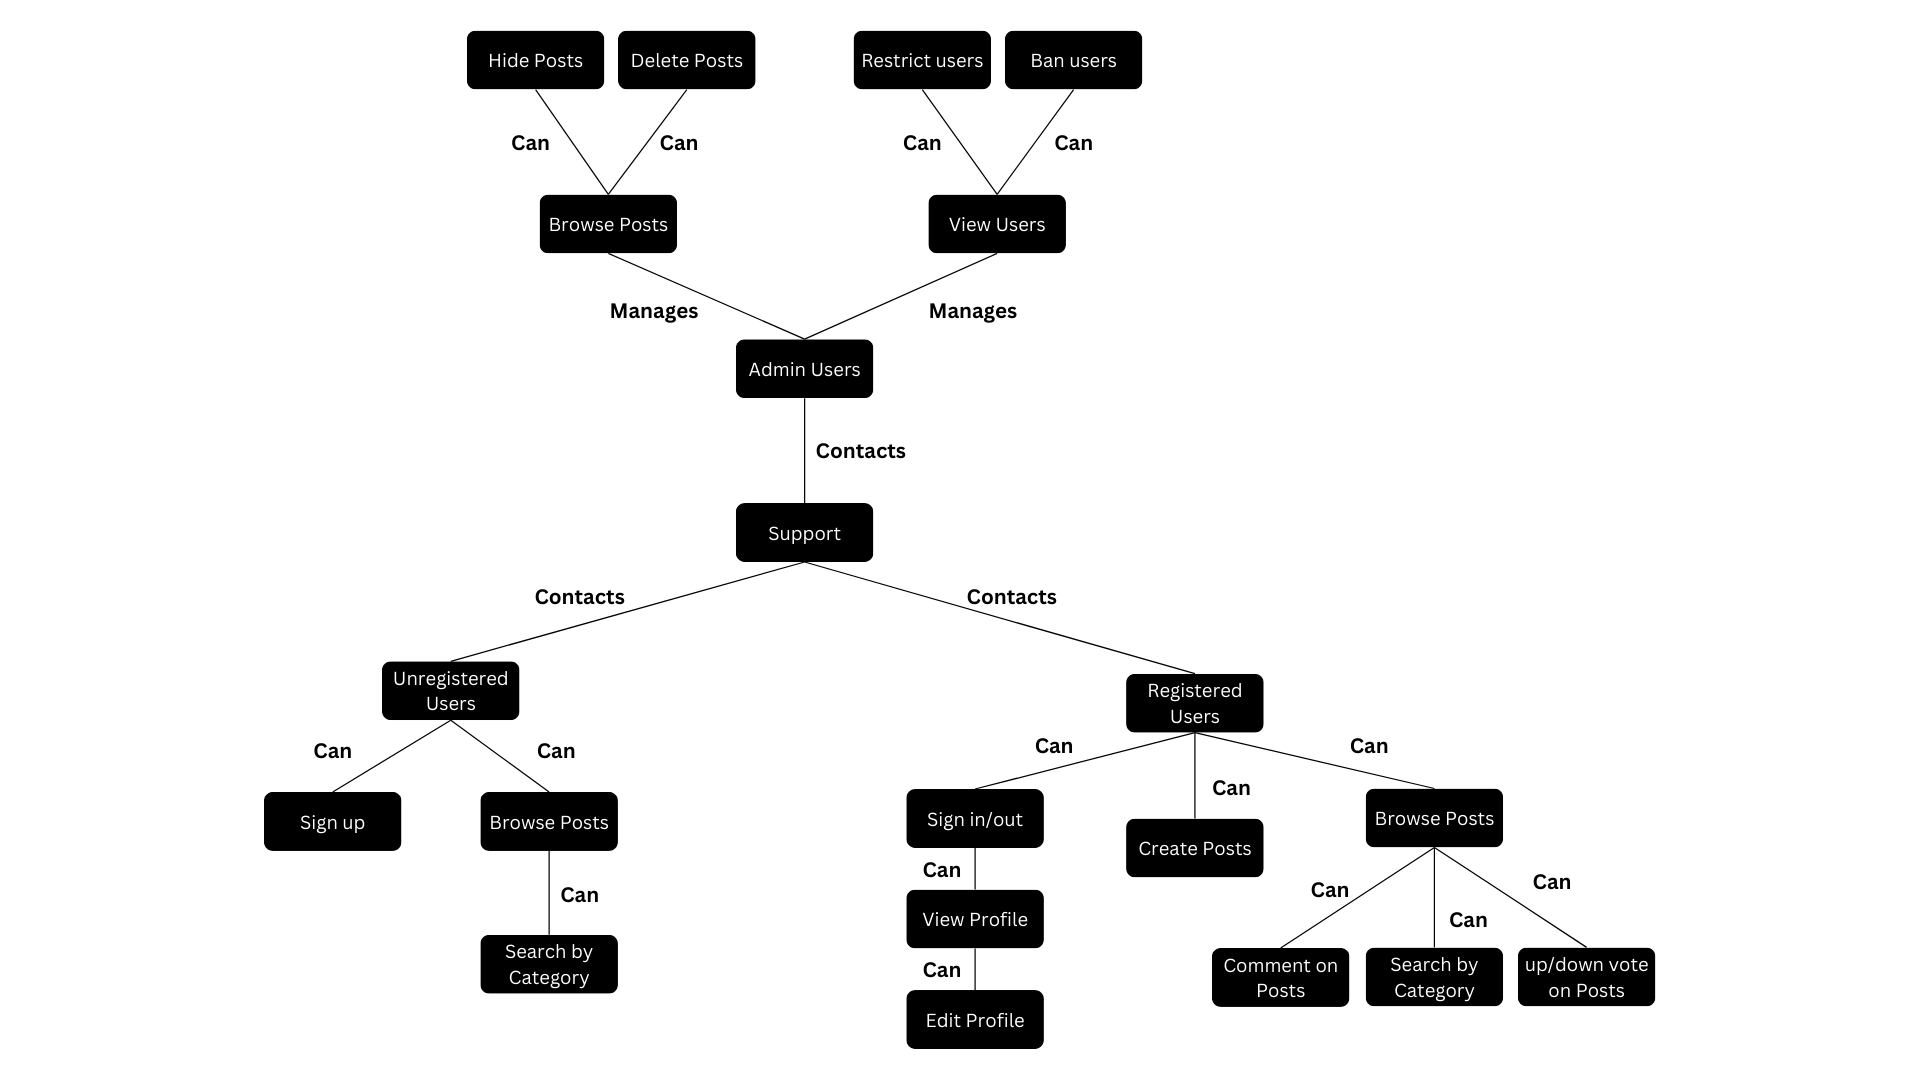 Hide Posts
Delete Posts
Restrict users
Ban users
Can
Can
Can
Can
Browse Posts
View Users
Manages
Manages
Admin Users
Contacts
Support
Contacts
Contacts
Unregistered
Users
Registered
Users
Can
Can
Can
Can
Can
Sign up
Browse Posts
Sign in/out
Create Posts
Browse Posts
Can
Can
Can
Can
Can
View Profile
Search by
Category
Can
Comment on
Posts
Search by
Category
up/down vote
on Posts
Edit Profile